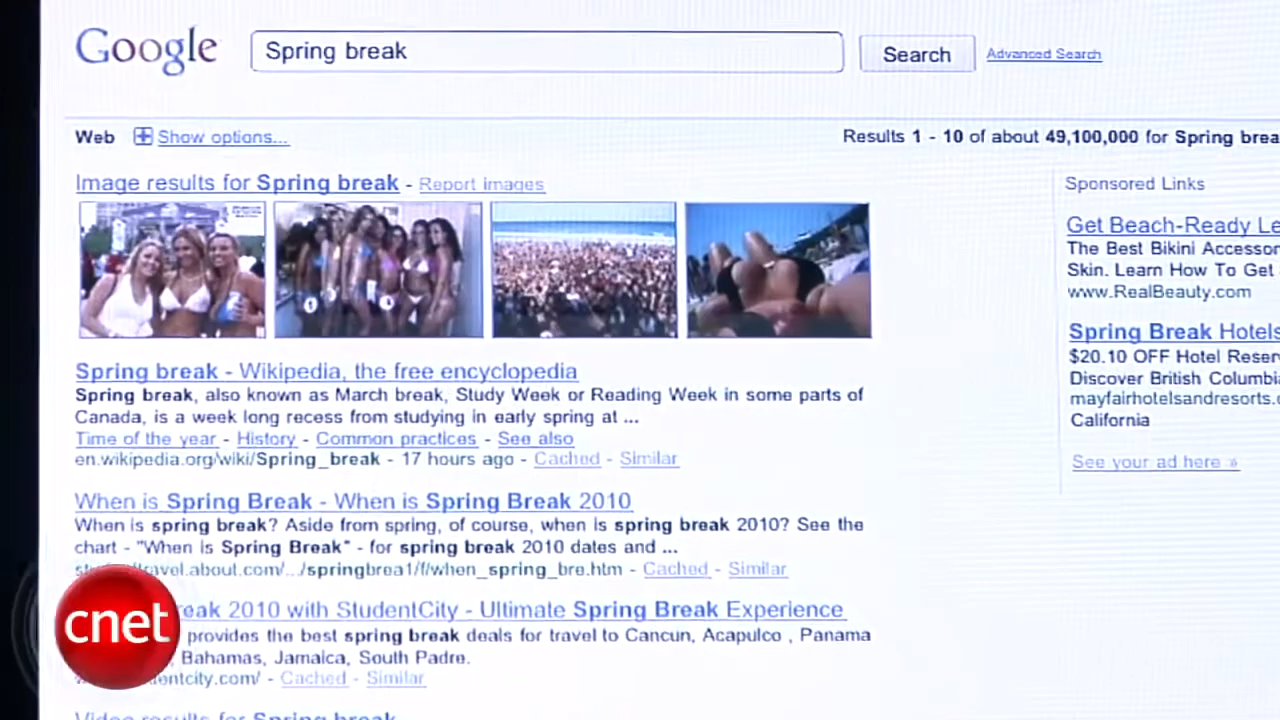 Google Spring break Search Advanced Search
Web Show options... Results 1 - 10 of about 49,100,000 for Spring
Image results for Spring break - Report images
Sponsored Links
Get Beach-Ready
The Best Bikini
Skin. Learn How To Get
www.RealBeauty.com
Spring Break Hotels
$20.10 OFF Hotel
Discover British
mayfairhotelsandresorts.
California
See your ad here »
Spring break - Wikipedia, the free encyclopedia
Spring break, also known as March break, Study Week or Reading Week in some parts of
Canada, is a week long recess from studying in early spring at ...
Time of the year - History - Common practices - See also
en.wikipedia.org/wiki/Spring_break - 17 hours ago - Cached - Similar
When is Spring Break - When is Spring Break 2010
When is spring break? Aside from spring, of course, when is spring break 2010? See the
chart - "When is Spring Break" - for spring break 2010 dates and ...
.about.com/.../springbrea1/f/when_spring_bre.htm - Cached - Similar
2010 with StudentCity - Ultimate Spring Break Experience
provides the best spring break deals for travel to Cancun, Acapulco , Panama
Bahamas, Jamaica, South Padre.
- Cached - Similar
cnet
Video results for Spring break